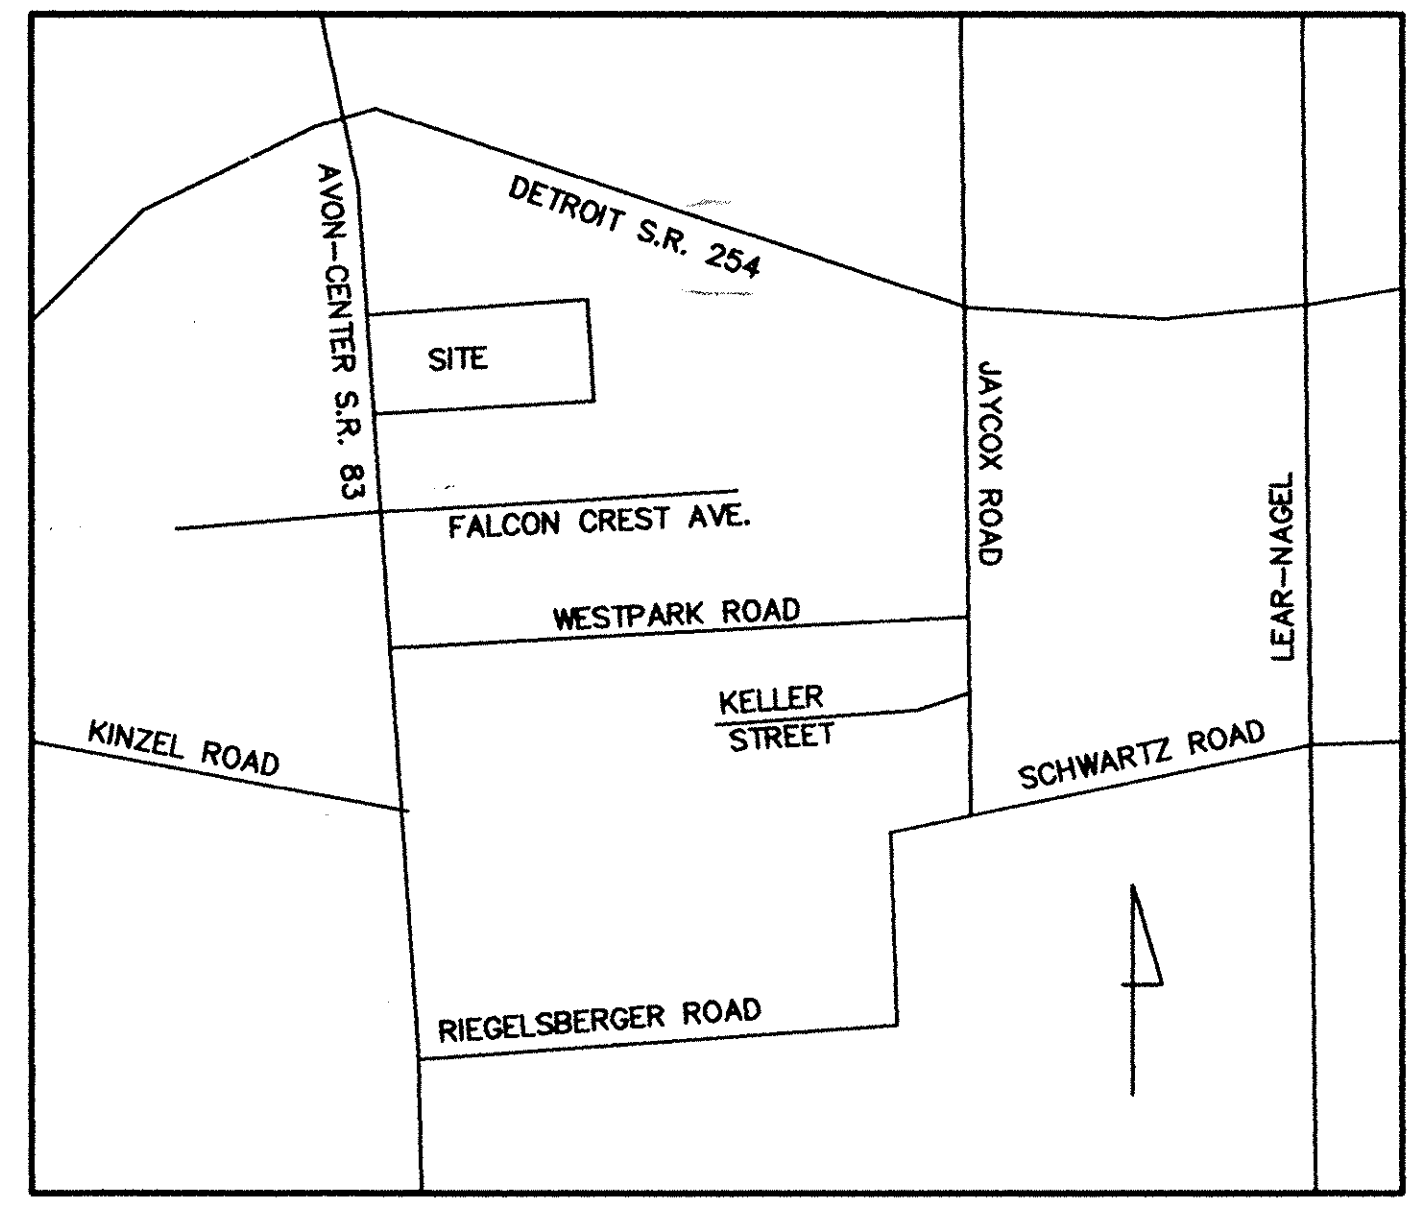 DETROIT S.R. 254
AVON-CENTER S.R. 83
SITE
JAYCOX ROAD
LEAR-NAGEL
FALCON CREST AVE.
WESTPARK ROAD
KELLER
STREET
KINZEL ROAD
SCHWARTZ ROAD
RIEGELSBERGER ROAD